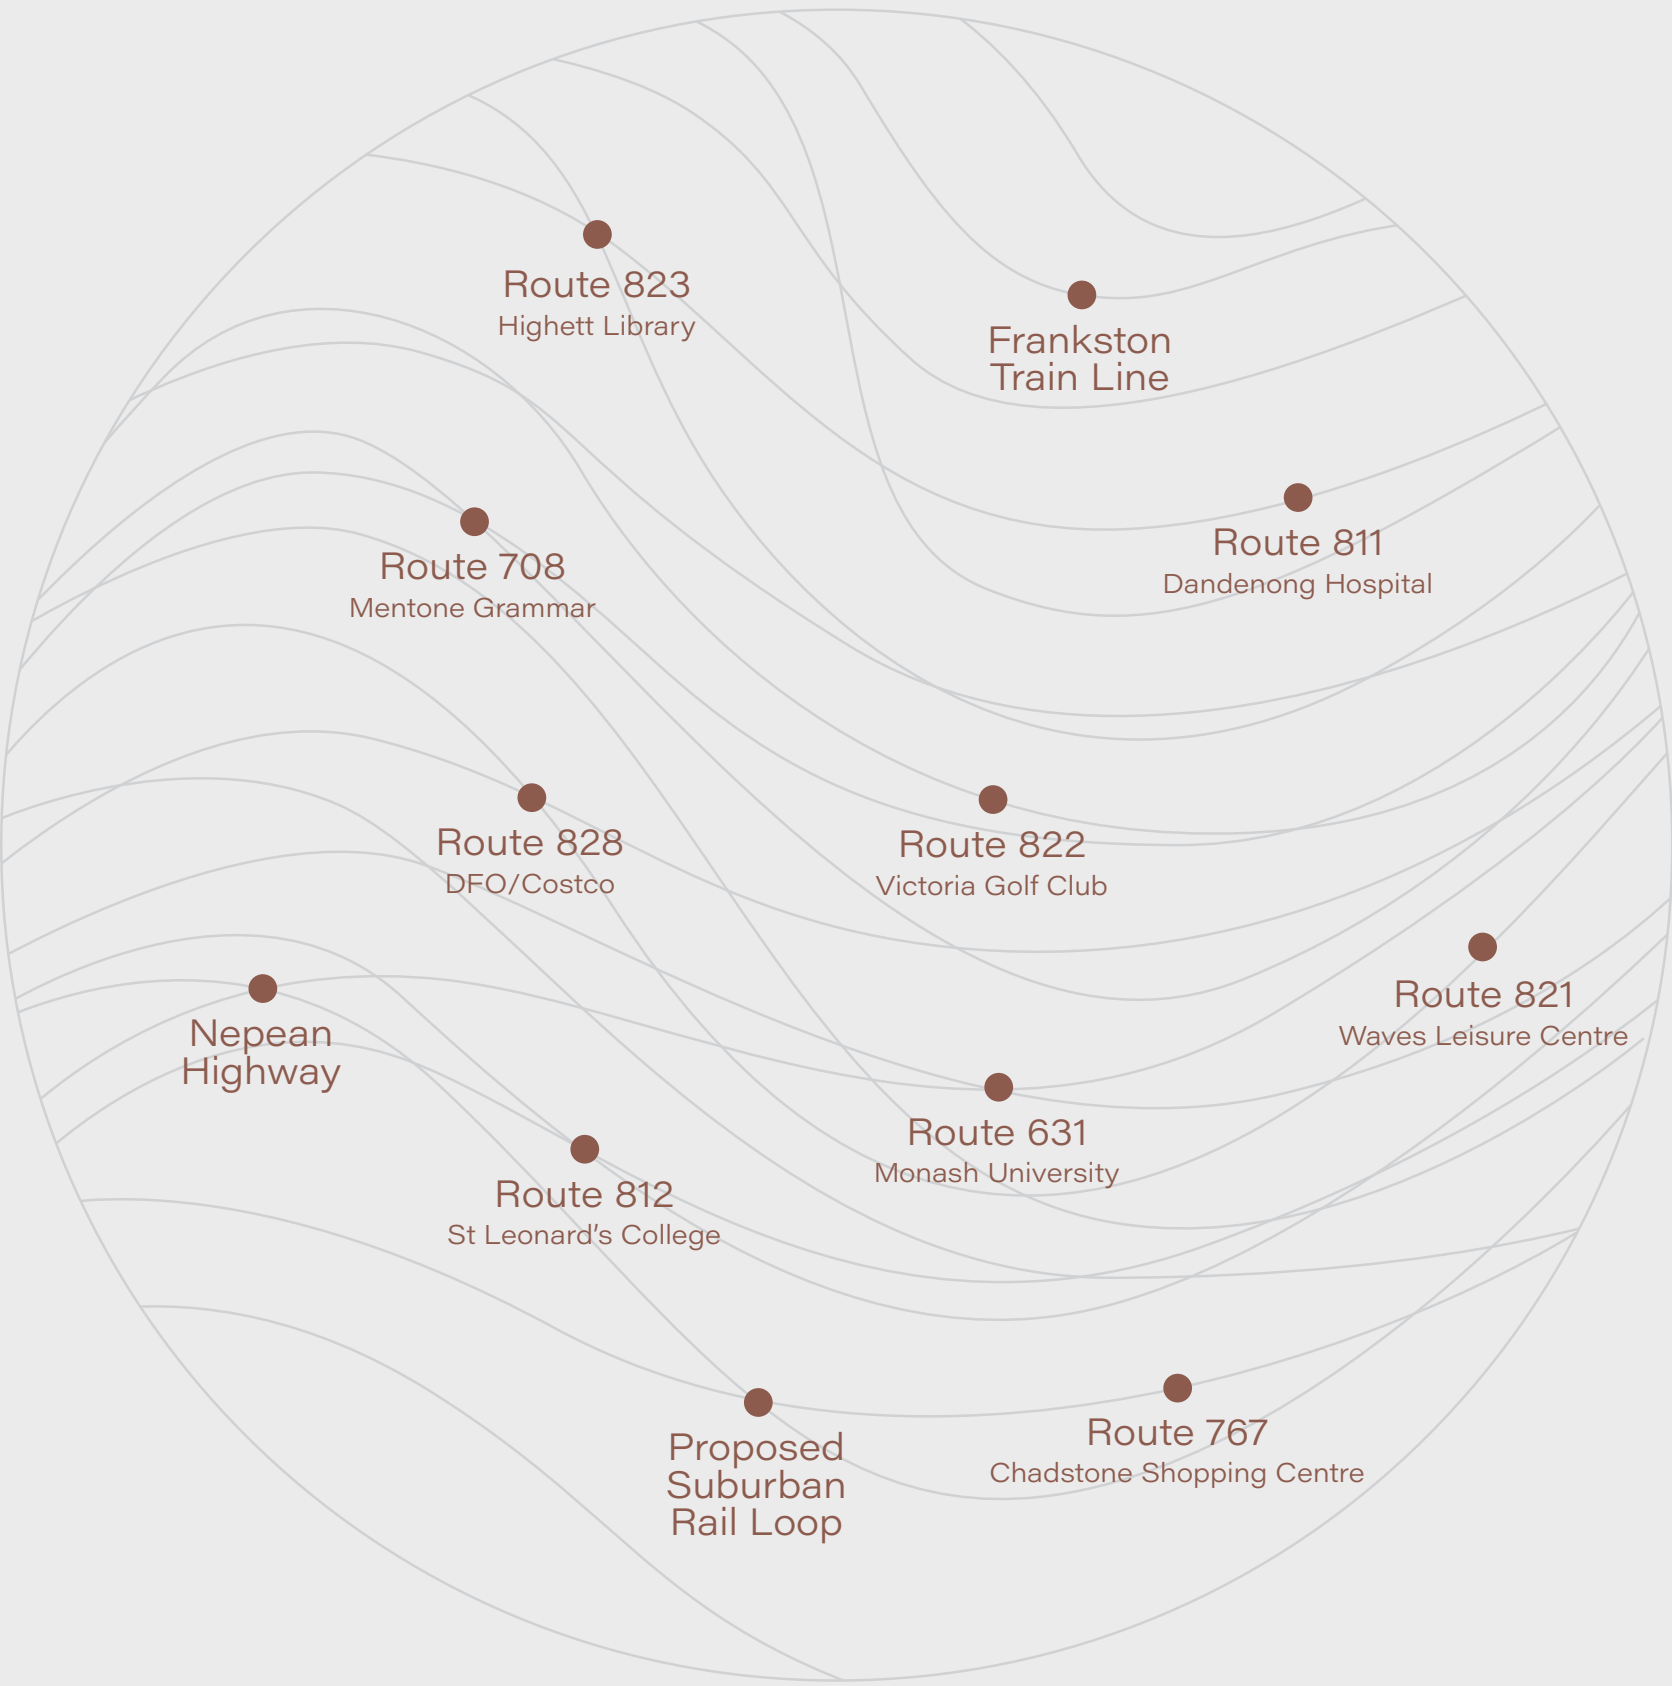 Route 823
Highett Library
Frankston
Train Line
Route 811
Dandenong Hospital
Route 708
Mentone Grammar
Route 828
DFO/Costco
Route 822
Victoria Golf Club
Route 821
Waves Leisure Centre
Nepean
Highway
Route 631
Monash University
Route 812
St Leonard’s College
Proposed
Suburban
Rail Loop
Route 767
Chadstone Shopping Centre